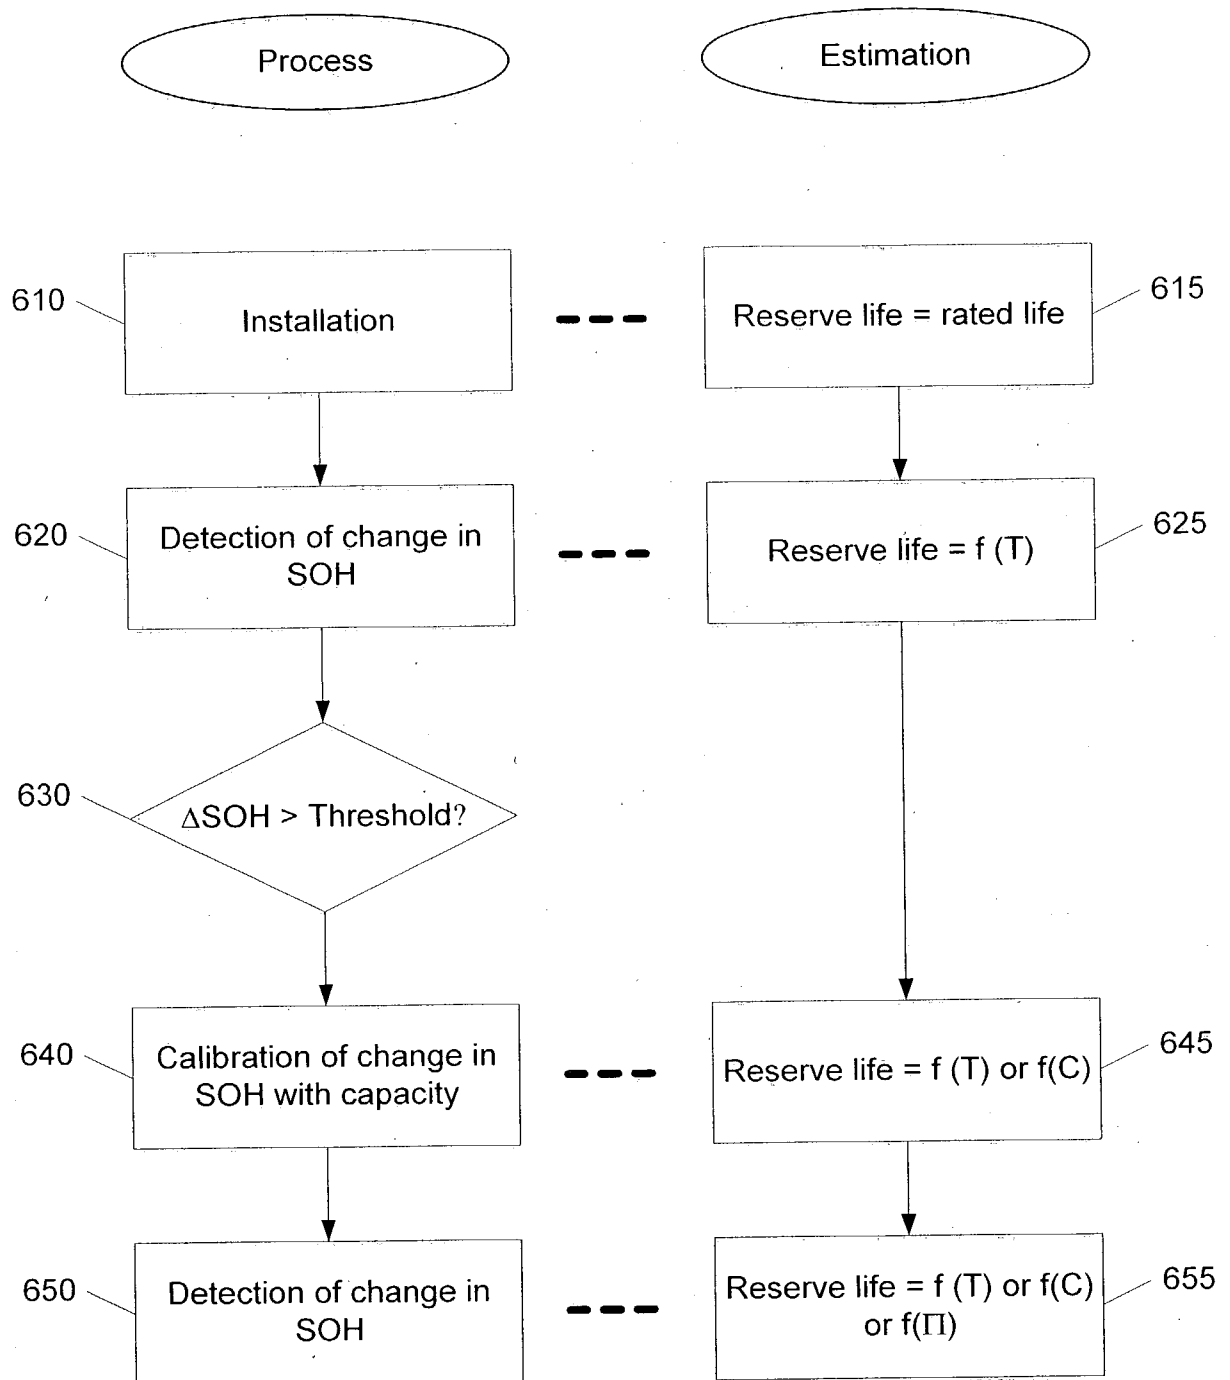 Process
Estimation
610
Installation
Reserve life = rated life
615
620
Detection of change in
SOH
Reserve life = f (T)
625
630
ΔSOH > Threshold?
640
Calibration of change in
SOH with capacity
Reserve life = f (T) or f(C)
645
650
Detection of change in
SOH
Reserve life = f (T) or f(C)
or f(Π)
655